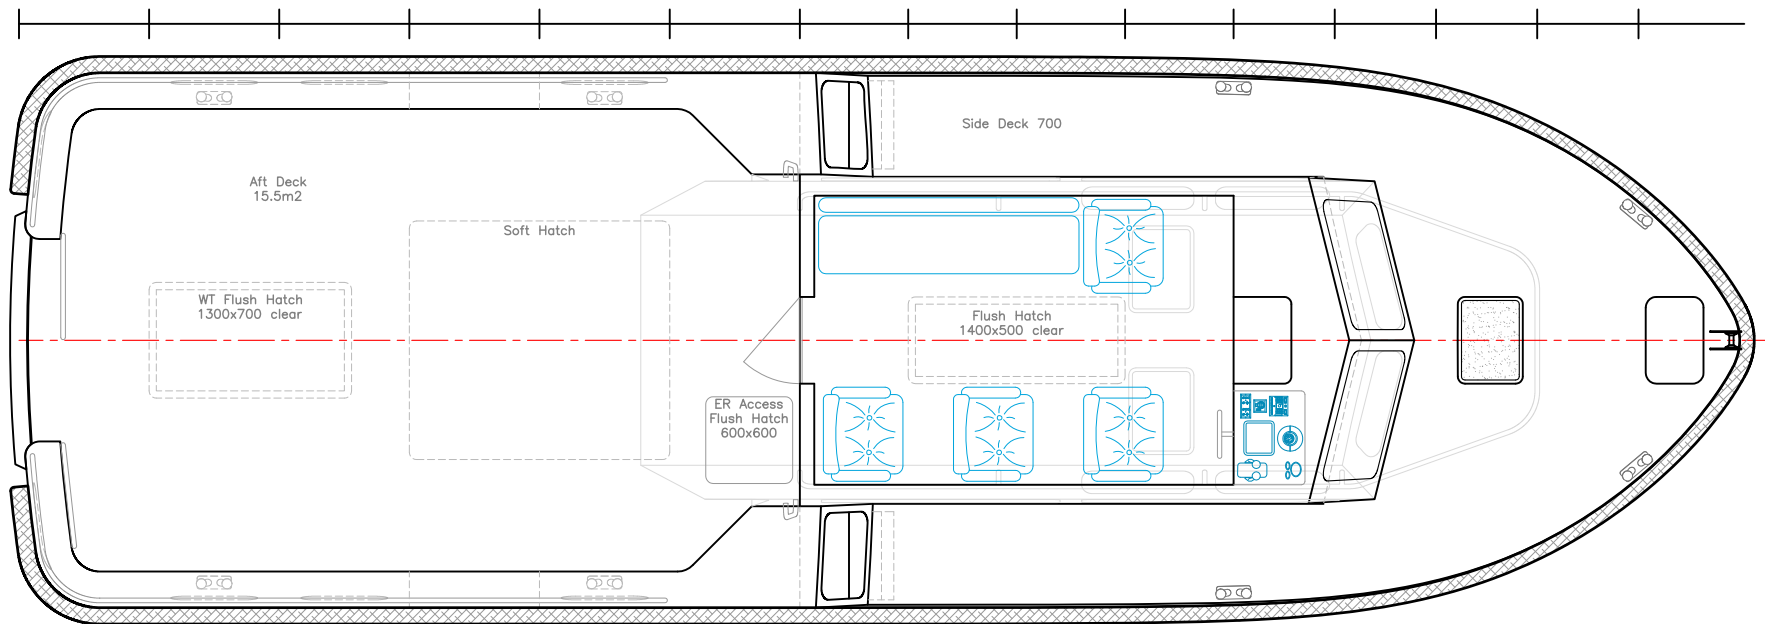 Side Deck 700
Aft Deck
15.5m2
Soft Hatch
WT Flush Hatch
1300x700 clear
Flush Hatch
1400x500 clear
ER Access
Flush Hatch
600x600